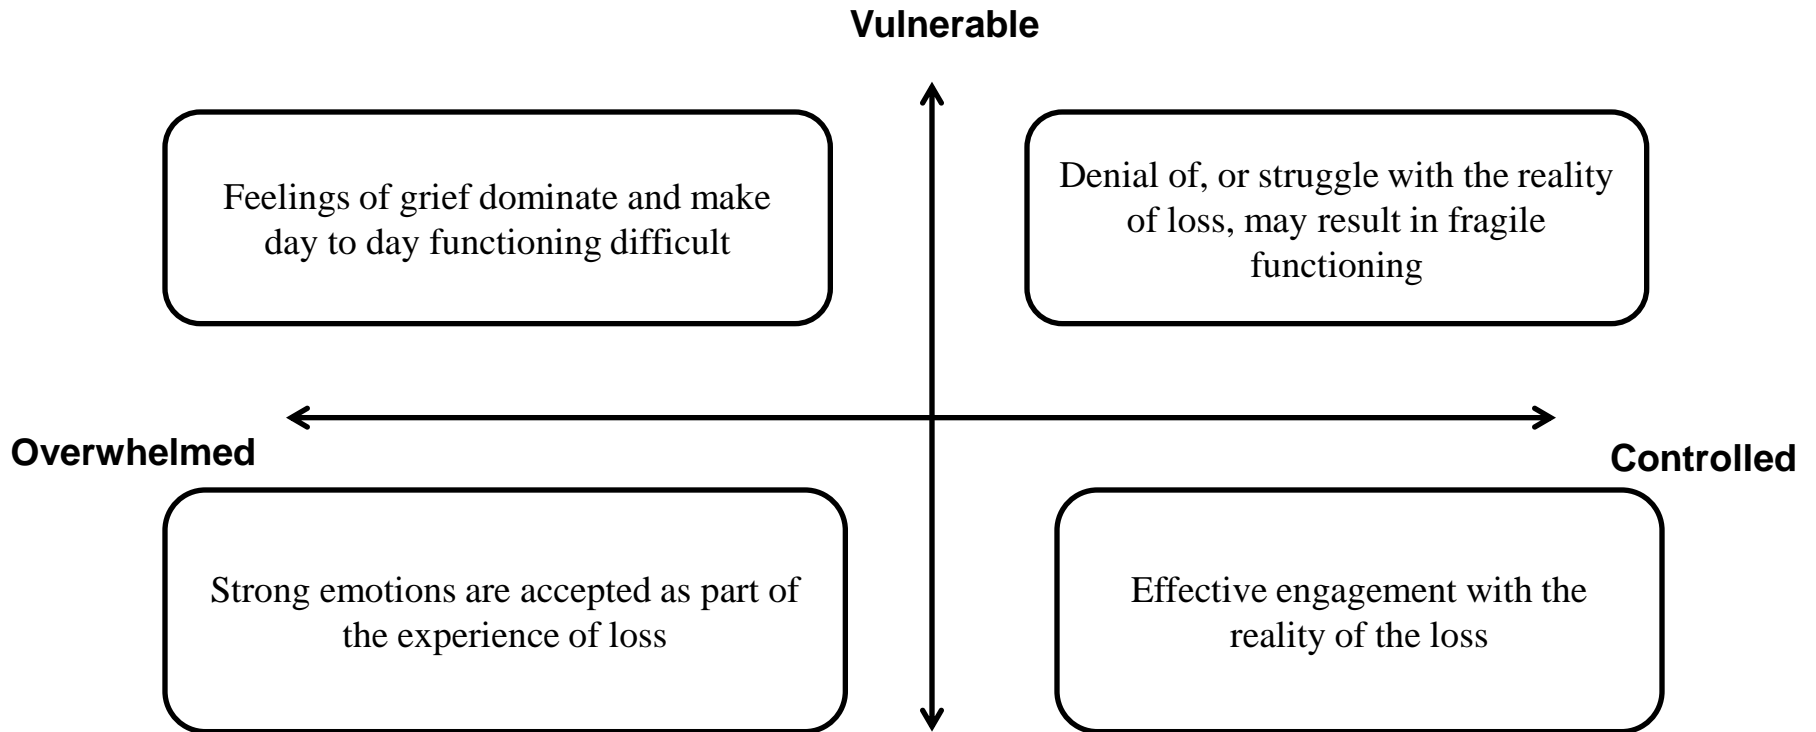 Vulnerable
Feelings of grief dominate and make
day to day functioning difficult
Denial of, or struggle with the reality
of loss, may result in fragile
functioning
Overwhelmed
Controlled
Strong emotions are accepted as part of
the experience of loss
Effective engagement with the
reality of the loss